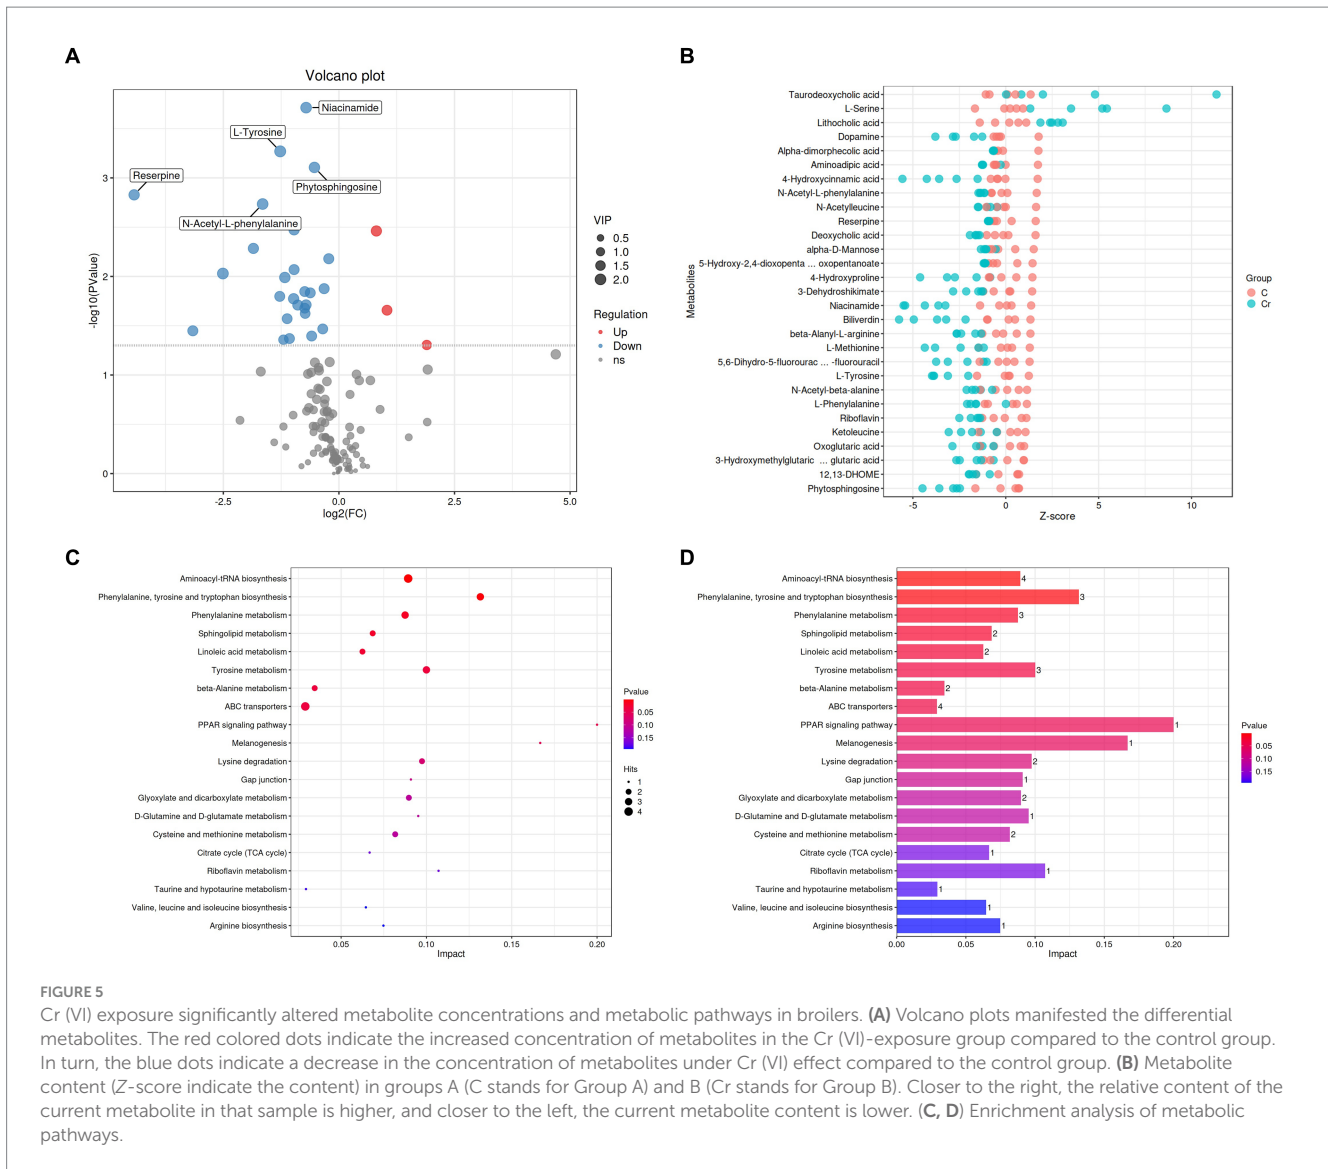 A
Volcano plot
Niacinamide
L-Tyrosine
Phytosphingosine
Reserpine
N-Acetyl-L-phenylalanine
-log10(PValue)
3
2
1
0
-2.5
0.0
2.5
5.0
log2(FC)
VIP
0.5
1.0
1.5
2.0
Regulation
Up
Down
ns
B
Metabolites
Taurodeoxycholic acid
L-Serine
Lithocholic acid
Dopamine
Alpha-dimorphecolic acid
Aminoadipic acid
4-Hydroxycinnamic acid
N-Acetyl-L-phenylalanine
N-Acetylleucine
Reserpine
Deoxycholic acid
alpha-D-Mannose
5-Hydroxy-2,4-dioxopenta ... oxopentanoate
4-Hydroxyproline
3-Dehydroshikimate
Niacinamide
Biliverdin
beta-Alanyl-L-arginine
L-Methionine
5,6-Dihydro-5-fluorourac ... -fluorouracil
L-Tyrosine
N-Acetyl-beta-alanine
L-Phenylalanine
Riboflavin
Ketoleucine
Oxoglutaric acid
3-Hydroxymethylglutaric ... glutaric acid
12,13-DHOME
Phytosphingosine
-5
0
5
10
Z-score
Group
C
Cr
C
Aminoacyl-tRNA biosynthesis
Phenylalanine, tyrosine and tryptophan biosynthesis
Phenylalanine metabolism
Sphingolipid metabolism
Linoleic acid metabolism
Tyrosine metabolism
beta-Alanine metabolism
ABC transporters
PPAR signaling pathway
Melanogenesis
Lysine degradation
Gap junction
Glyoxylate and dicarboxylate metabolism
D-Glutamine and D-glutamate metabolism
Cysteine and methionine metabolism
Citrate cycle (TCA cycle)
Riboflavin metabolism
Taurine and hypotaurine metabolism
Valine, leucine and isoleucine biosynthesis
Arginine biosynthesis
0.05
0.10
0.15
0.20
Impact
Pvalue
0.05
0.10
0.15
Hits
1
2
3
4
D
Aminoacyl-tRNA biosynthesis 4
Phenylalanine, tyrosine and tryptophan biosynthesis 3
Phenylalanine metabolism 3
Sphingolipid metabolism 2
Linoleic acid metabolism 2
Tyrosine metabolism 3
beta-Alanine metabolism 2
ABC transporters 4
PPAR signaling pathway 1
Melanogenesis 1
Lysine degradation 2
Gap junction 1
Glyoxylate and dicarboxylate metabolism 2
D-Glutamine and D-glutamate metabolism 1
Cysteine and methionine metabolism 2
Citrate cycle (TCA cycle) 1
Riboflavin metabolism 1
Taurine and hypotaurine metabolism 1
Valine, leucine and isoleucine biosynthesis 1
Arginine biosynthesis 1
0.00
0.05
0.10
0.15
0.20
Impact
Pvalue
0.05
0.10
0.15
FIGURE 5
Cr (VI) exposure significantly altered metabolite concentrations and metabolic pathways in broilers. (A) Volcano plots manifested the differential
metabolites. The red colored dots indicate the increased concentration of metabolites in the Cr (VI)-exposure group compared to the control group.
In turn, the blue dots indicate a decrease in the concentration of metabolites under Cr (VI) effect compared to the control group. (B) Metabolite
content (Z-score indicate the content) in groups A (C stands for Group A) and B (Cr stands for Group B). Closer to the right, the relative content of the
current metabolite in that sample is higher, and closer to the left, the current metabolite content is lower. (C, D) Enrichment analysis of metabolic
pathways.